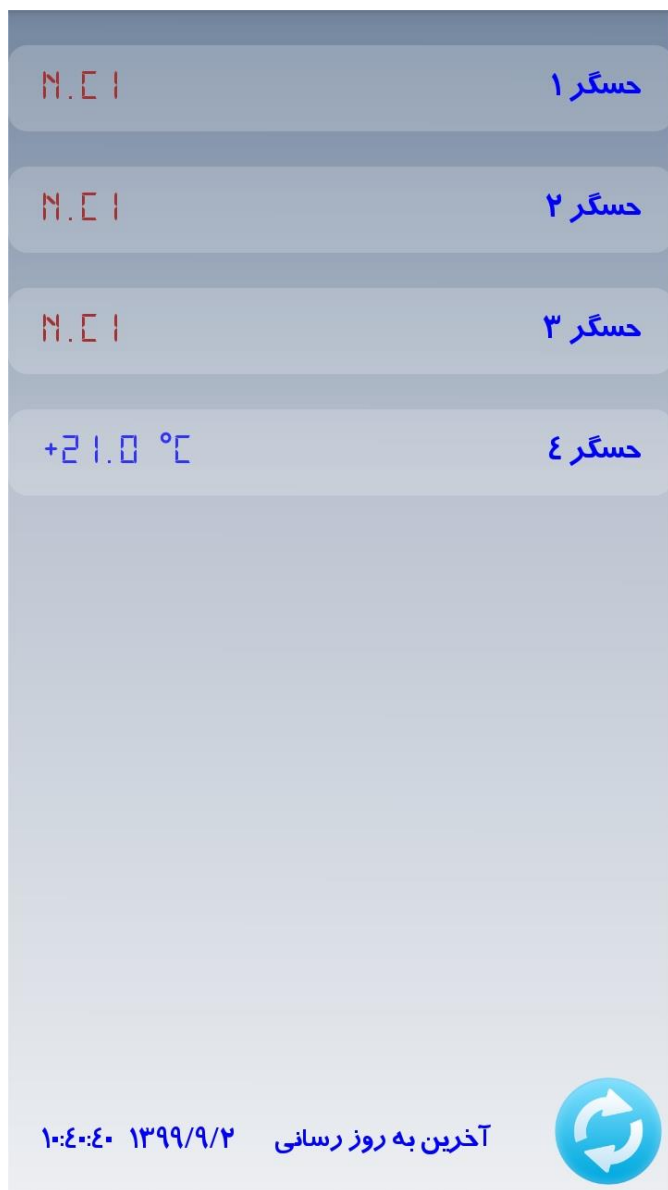 حسگر ۱ N.C1
حسگر ۲ N.C1
حسگر ۳ N.C1
حسگر ٤ +21.0 °C
آخرین به روز رسانی ۱۳۹۹/۹/۲ ۱۰:٤۰:٤۰